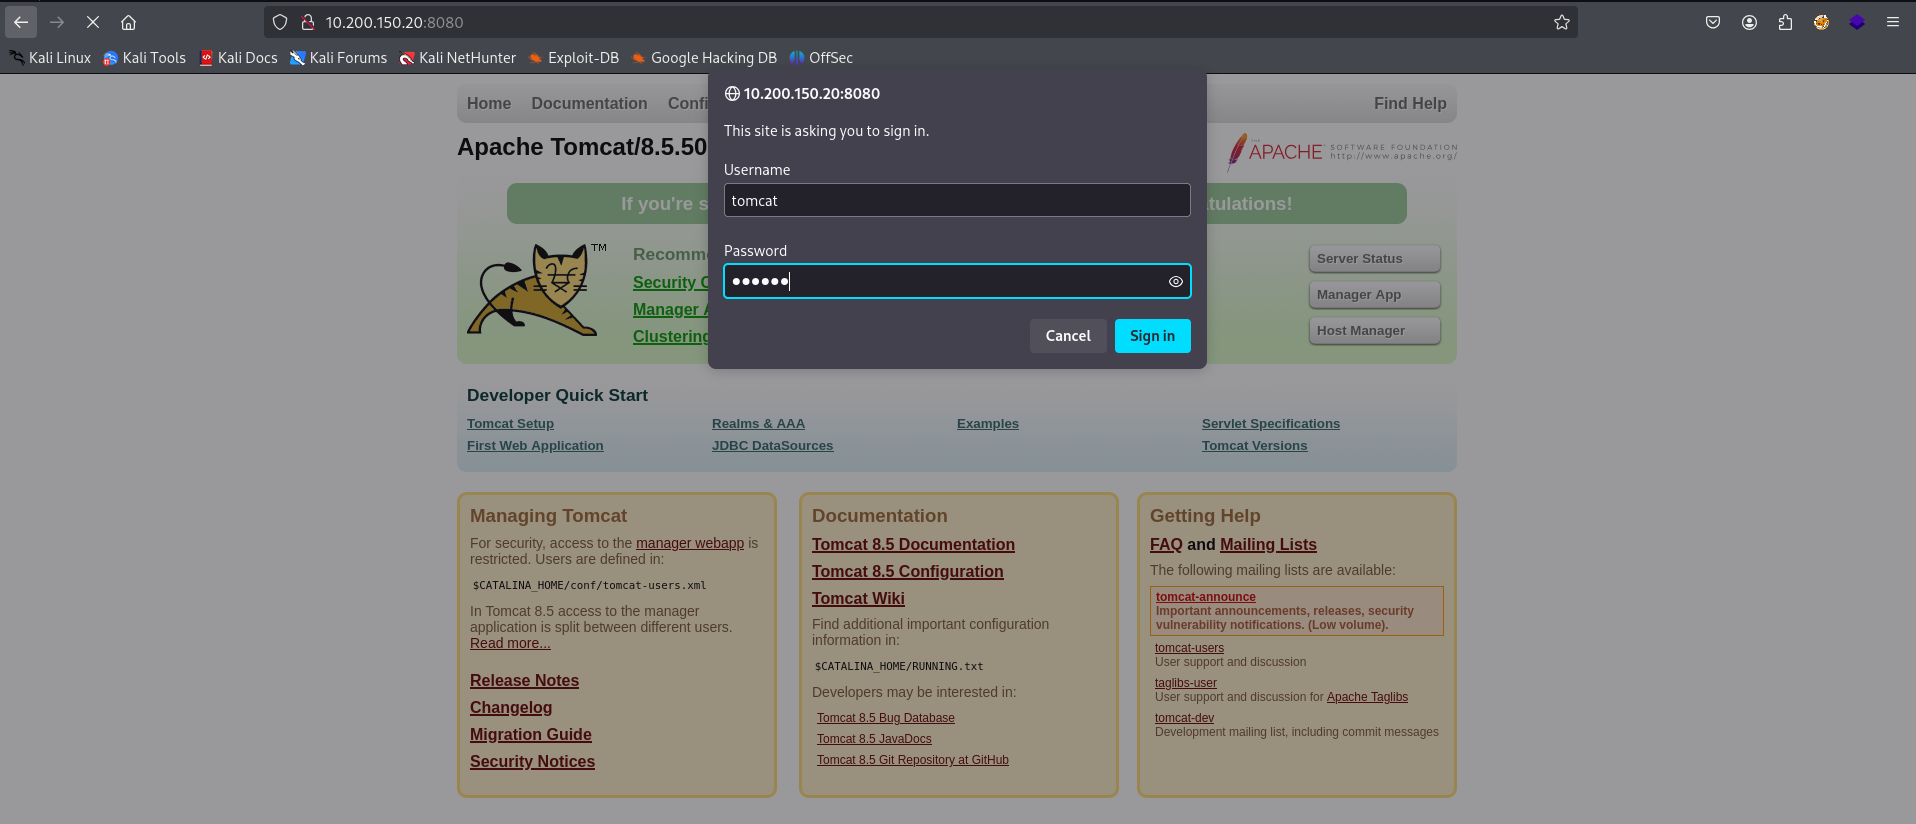 10.200.150.20:8080
Kali Linux Kali Tools Kali Docs Kali Forums Kali NetHunter Exploit-DB Google Hacking DB OffSec
10.200.150.20:8080
This site is asking you to sign in.
Username
tomcat
Password
●●●●●●
Cancel Sign in
Home Documentation Confi Find Help
Apache Tomcat/8.5.50
APACHE
SOFTWARE FOUNDATION
http://www.apache.org/
If you're s tulations!
TM
Recomm
Security C
Manager A
Clustering
Server Status
Manager App
Host Manager
Developer Quick Start
Tomcat Setup Realms & AAA Examples Servlet Specifications
First Web Application JDBC DataSources Tomcat Versions
Managing Tomcat
For security, access to the manager webapp is
restricted. Users are defined in:
$CATALINA_HOME/conf/tomcat-users.xml
In Tomcat 8.5 access to the manager
application is split between different users.
Read more...
Release Notes
Changelog
Migration Guide
Security Notices
Documentation
Tomcat 8.5 Documentation
Tomcat 8.5 Configuration
Tomcat Wiki
Find additional important configuration
information in:
$CATALINA_HOME/RUNNING.txt
Developers may be interested in:
Tomcat 8.5 Bug Database
Tomcat 8.5 JavaDocs
Tomcat 8.5 Git Repository at GitHub
Getting Help
FAQ and Mailing Lists
The following mailing lists are available:
tomcat-announce
Important announcements, releases, security
vulnerability notifications. (Low volume).
tomcat-users
User support and discussion
taglibs-user
User support and discussion for Apache Taglibs
tomcat-dev
Development mailing list, including commit messages